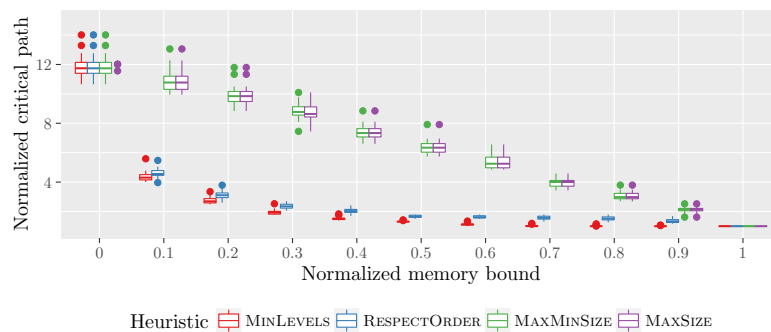 Normalized critical path
12
8
4
0 0.1 0.2 0.3 0.4 0.5 0.6 0.7 0.8 0.9 1
Normalized memory bound
Heuristic MINLEVELS RESPECTORDER MAXMINSIZE MAXSIZE